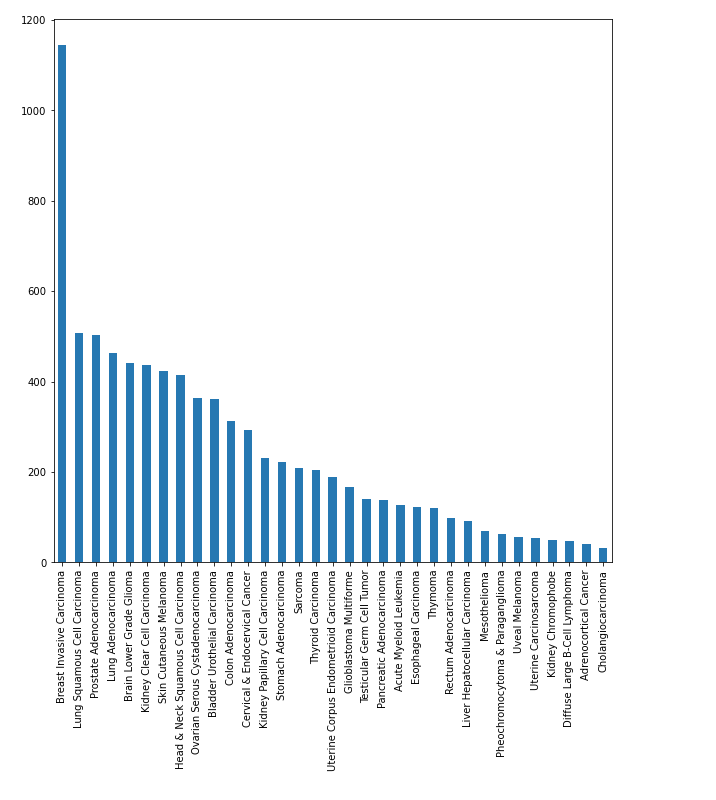 1200
1000
800
600
400
200
0
Breast Invasive Carcinoma
Lung Squamous Cell Carcinoma
Prostate Adenocarcinoma
Lung Adenocarcinoma
Brain Lower Grade Glioma
Kidney Clear Cell Carcinoma
Skin Cutaneous Melanoma
Head & Neck Squamous Cell Carcinoma
Ovarian Serous Cystadenocarcinoma
Bladder Urothelial Carcinoma
Colon Adenocarcinoma
Cervical & Endocervical Cancer
Kidney Papillary Cell Carcinoma
Stomach Adenocarcinoma
Sarcoma
Thyroid Carcinoma
Uterine Corpus Endometrioid Carcinoma
Glioblastoma Multiforme
Testicular Germ Cell Tumor
Pancreatic Adenocarcinoma
Acute Myeloid Leukemia
Esophageal Carcinoma
Thymoma
Rectum Adenocarcinoma
Liver Hepatocellular Carcinoma
Mesothelioma
Pheochromocytoma & Paraganglioma
Uveal Melanoma
Uterine Carcinosarcoma
Kidney Chromophobe
Diffuse Large B-Cell Lymphoma
Adrenocortical Cancer
Cholangiocarcinoma